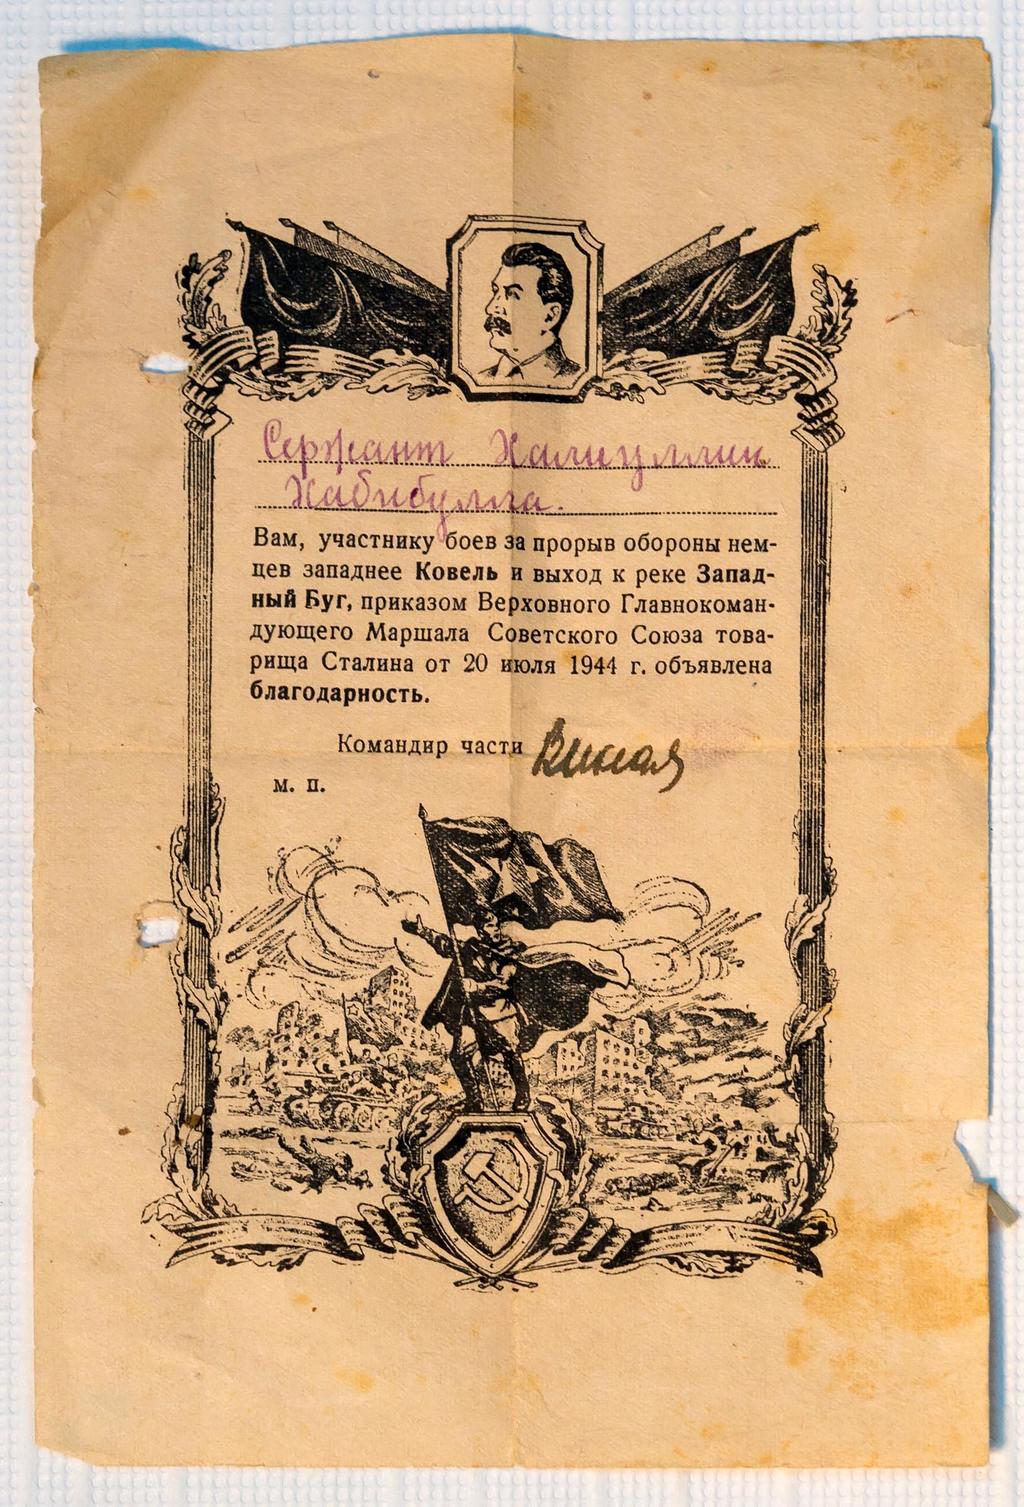 Сержант Халиуллин
Хабибулла.
Вам, участнику боев за прорыв обороны нем-
цев западнее Ковель и выход к реке Запад-
ный Буг, приказом Верховного Главнокоман-
дующего Маршала Советского Союза това-
рища Сталина от 20 июля 1944 г. объявлена
благодарность.
Командир части
м. п.